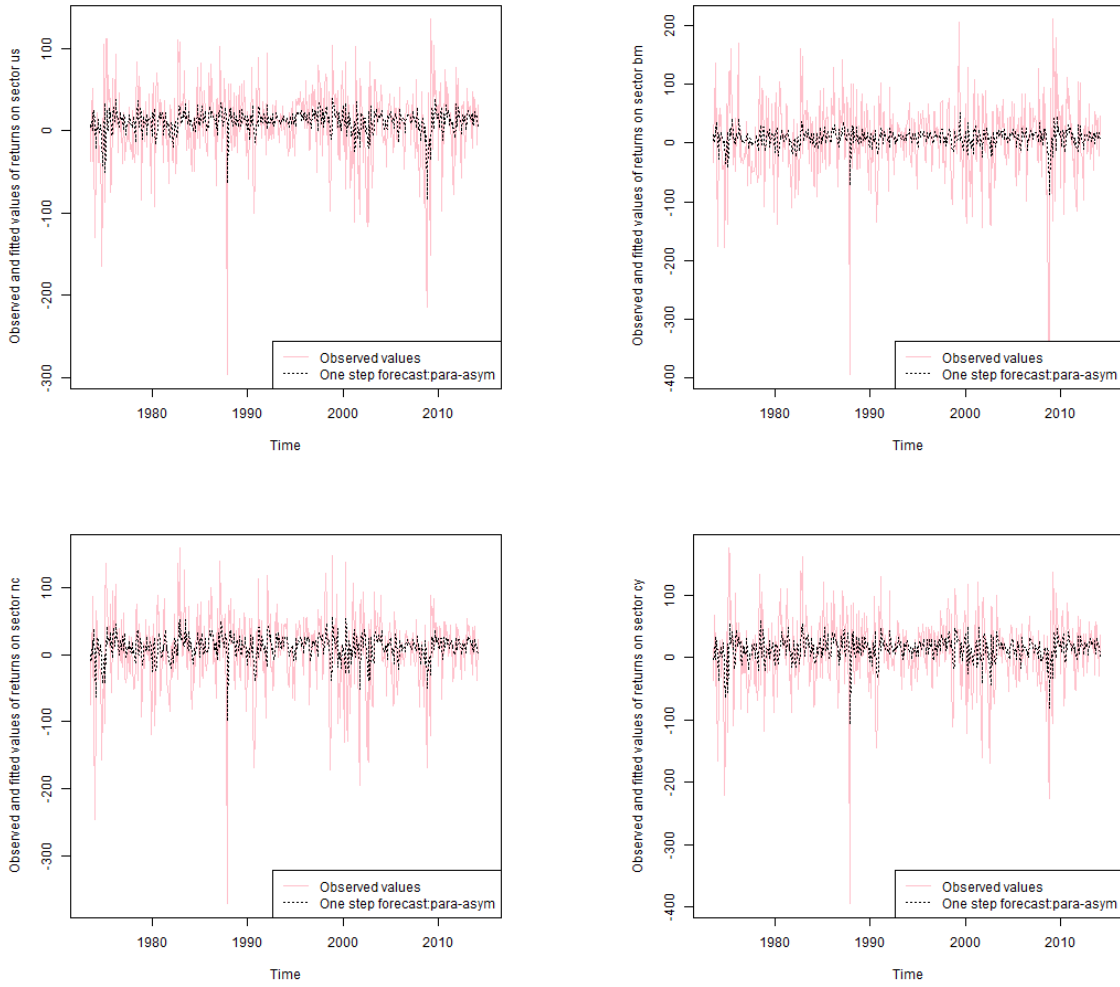 Observed and fitted values of returns on sector us
100
0
-100
-200
-300
Observed values
One step forecast:para-asym
1980
1990
2000
2010
Time
Observed and fitted values of returns on sector bm
200
100
0
-100
-200
-300
-400
Observed values
One step forecast:para-asym
1980
1990
2000
2010
Time
Observed and fitted values of returns on sector nc
100
0
-100
-200
-300
Observed values
One step forecast:para-asym
1980
1990
2000
2010
Time
Observed and fitted values of returns on sector cy
100
0
-100
-200
-300
-400
Observed values
One step forecast:para-asym
1980
1990
2000
2010
Time